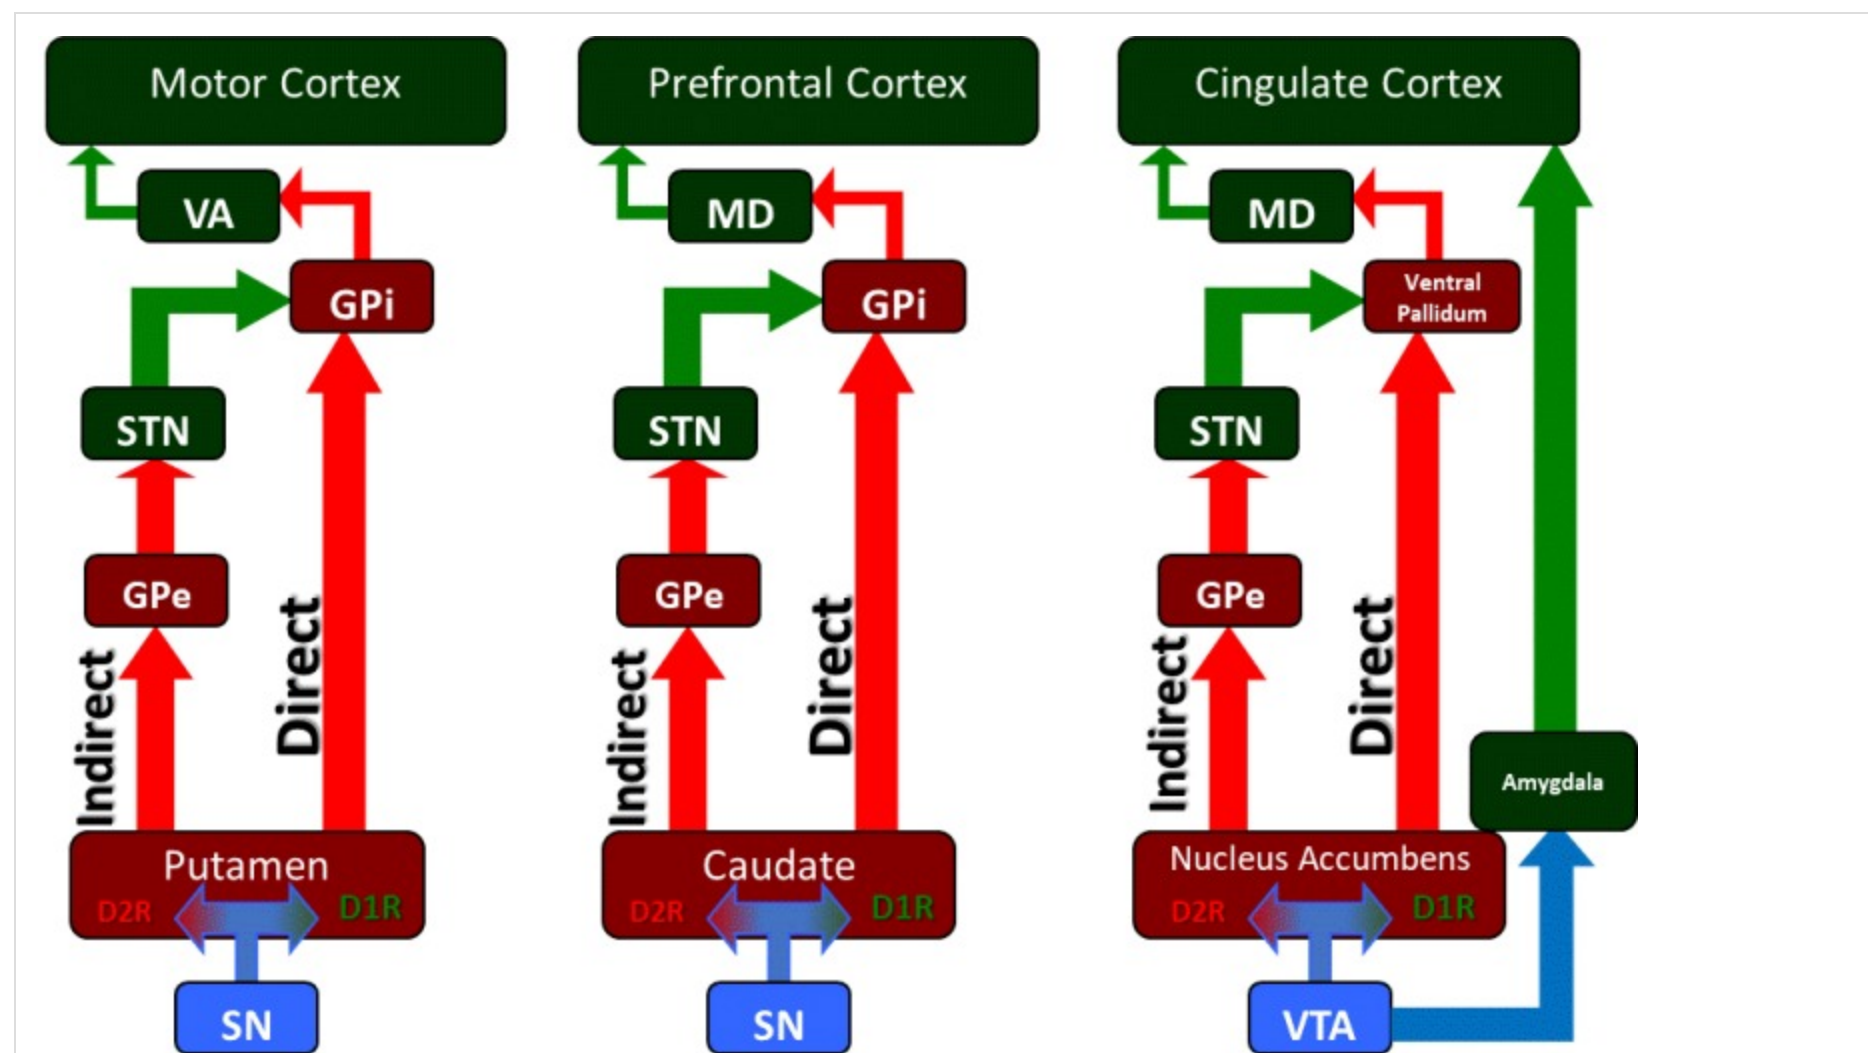 Motor Cortex
VA
GPi
STN
GPe
Indirect
Direct
Putamen
D2R
D1R
SN
Prefrontal Cortex
MD
GPi
STN
GPe
Indirect
Direct
Caudate
D2R
D1R
SN
Cingulate Cortex
MD
Ventral
Pallidum
STN
GPe
Indirect
Direct
Amygdala
Nucleus Accumbens
D2R
D1R
VTA